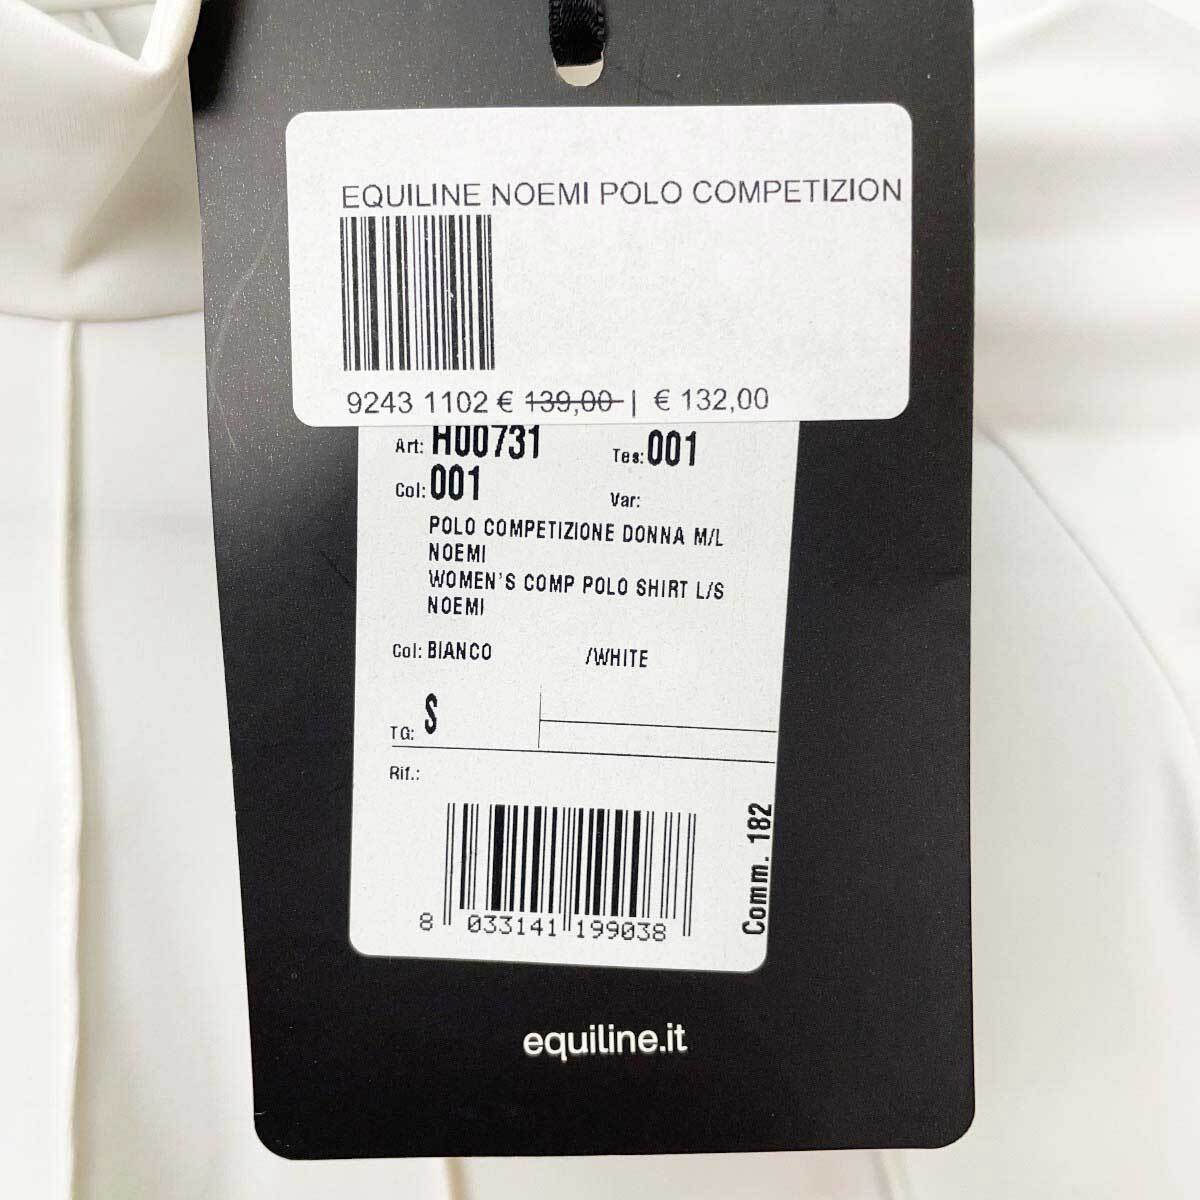 EQUILINE NOEMI POLO COMPETIZION
9243 1102 € 139,00 | € 132,00
Art: H00731 Tes: 001
Col: 001 Var:
POLO COMPETIZIONE DONNA M/L
NOEMI
WOMEN'S COMP POLO SHIRT L/S
NOEMI
Col: BIANCO /WHITE
TG: S
Rif.:
Comm. 182
8 033141 199038
equiline.it